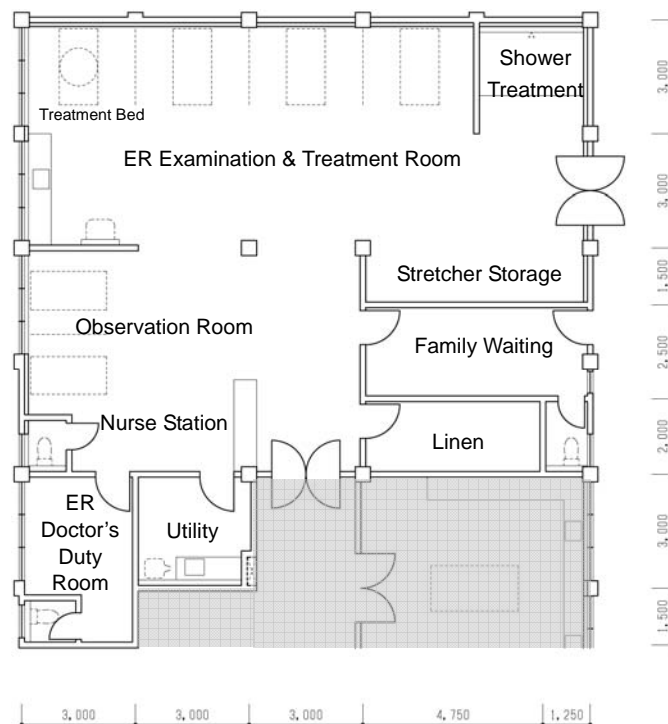 Shower
Treatment
Treatment Bed
ER Examination & Treatment Room
Stretcher Storage
Observation Room
Family Waiting
Nurse Station
Linen
ER
Doctor's
Duty
Room
Utility
3,000
3,000
1,500
2,500
2,000
3,000
1,500
3,000 3,000 3,000 4,750 1,250